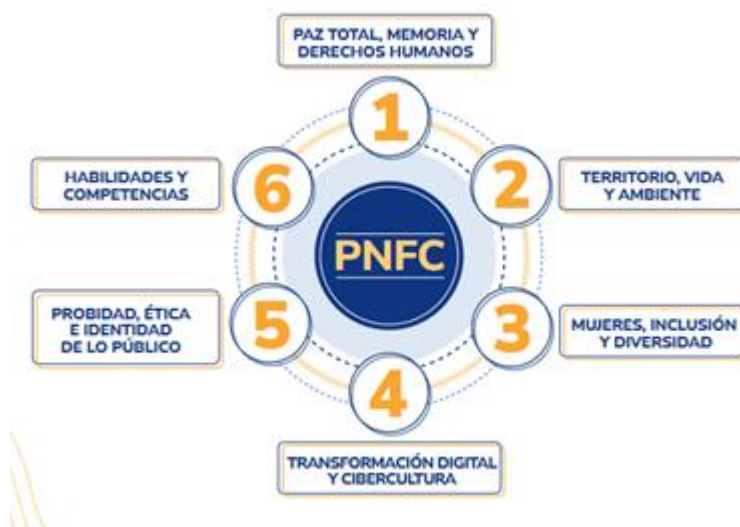 PAZ TOTAL, MEMORIA Y
DERECHOS HUMANOS
1
2
TERRITORIO, VIDA
Y AMBIENTE
3
MUJERES, INCLUSIÓN
Y DIVERSIDAD
4
TRANSFORMACIÓN DIGITAL
Y CIBERCULTURA
5
PROBIDAD, ÉTICA
E IDENTIDAD
DE LO PÚBLICO
6
HABILIDADES Y
COMPETENCIAS
PNFC